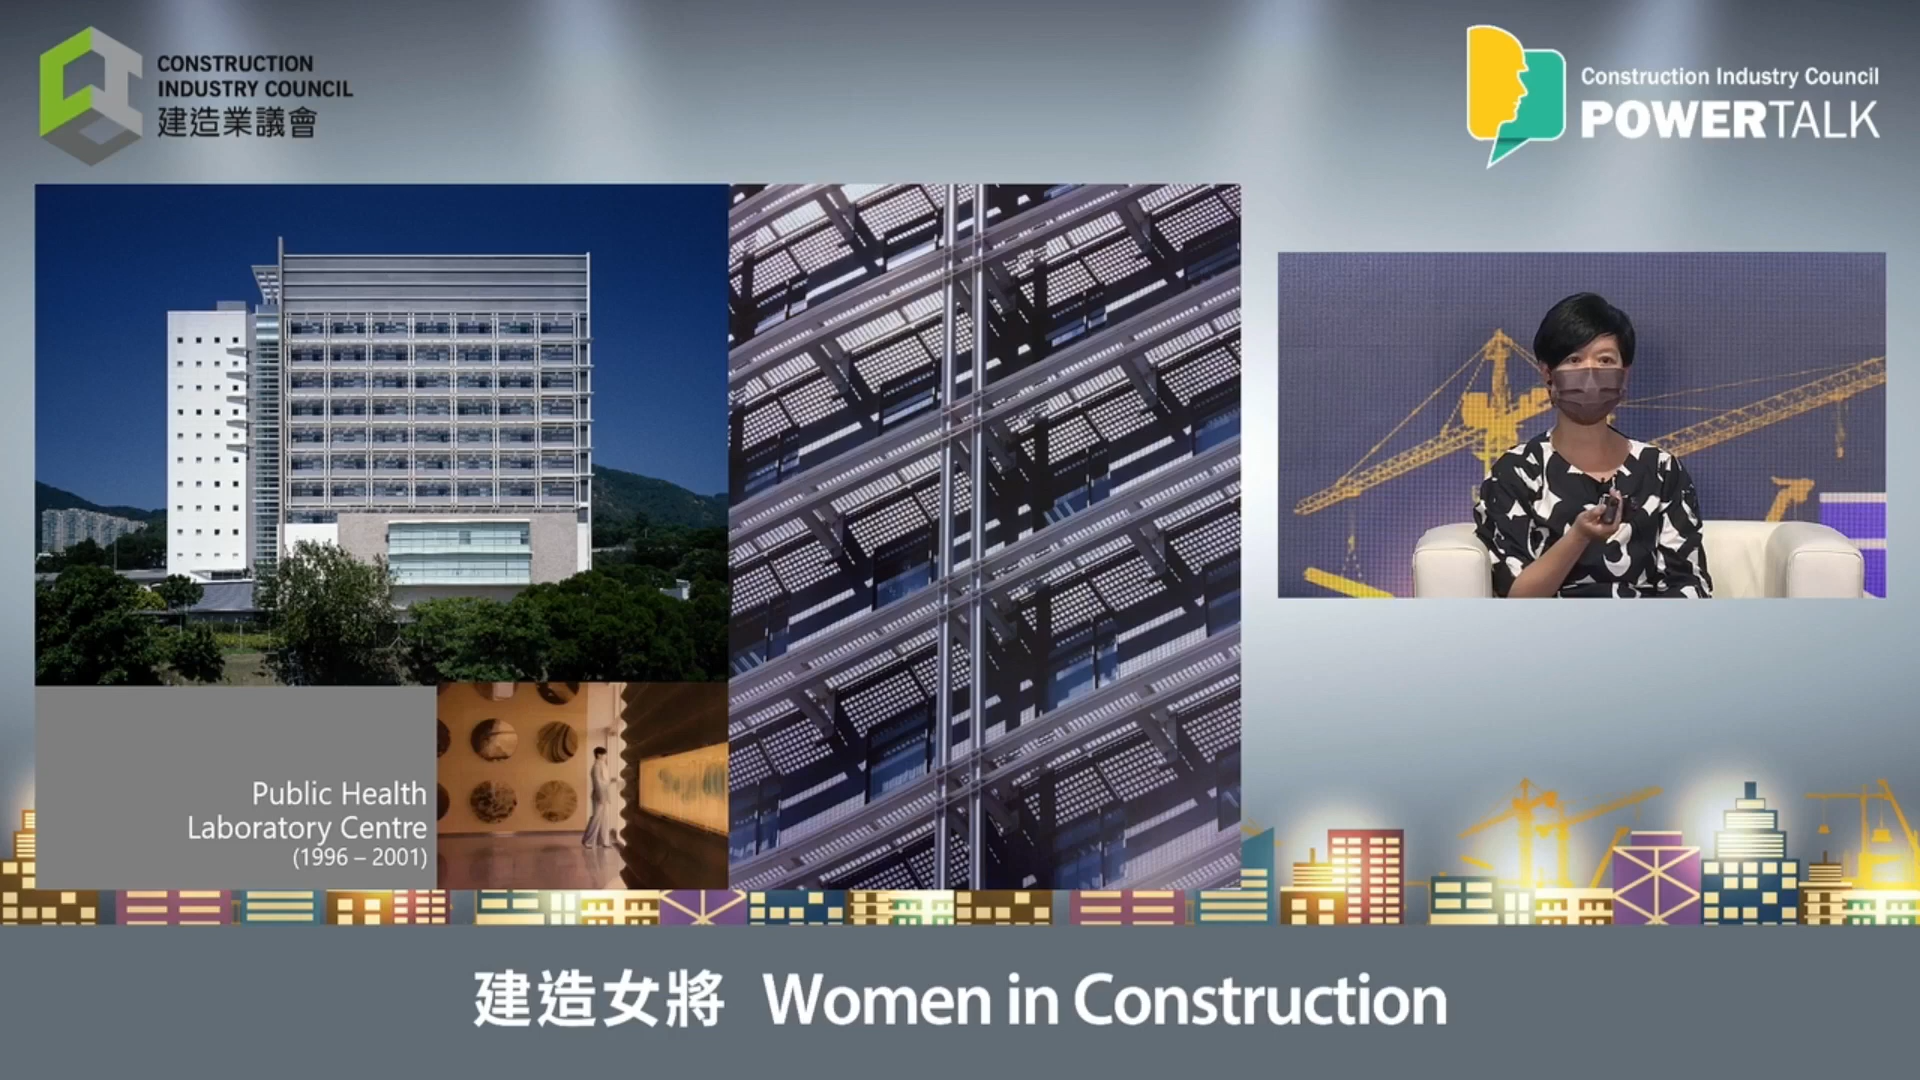 CONSTRUCTION
INDUSTRY COUNCIL
建造業議會
Construction Industry Council
POWERTALK
Public Health
Laboratory Centre
(1996 – 2001)
建造女將 Women in Construction